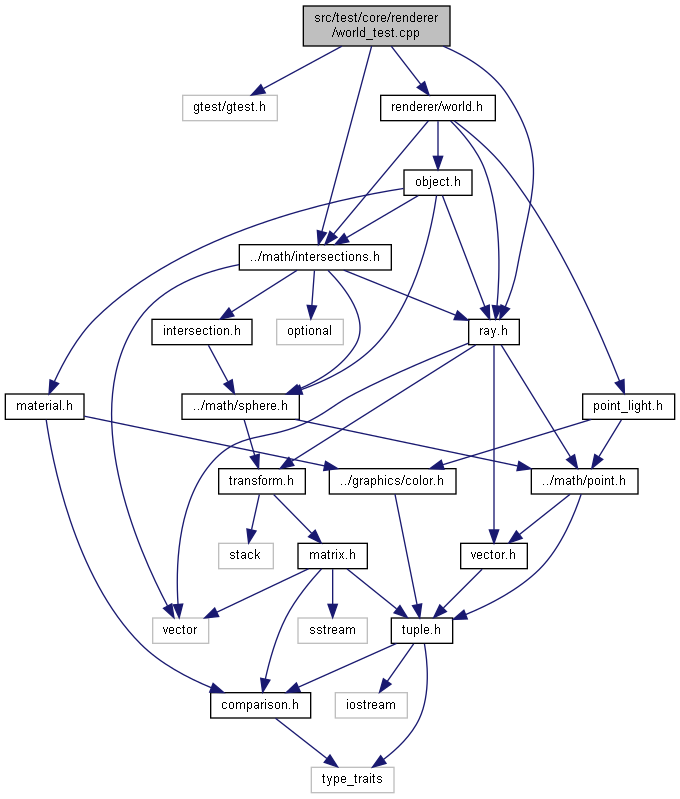 src/test/core/renderer
/world_test.cpp
gtest/gtest.h
renderer/world.h
object.h
../math/intersections.h
intersection.h
optional
ray.h
material.h
../math/sphere.h
point_light.h
transform.h
../graphics/color.h
../math/point.h
stack
matrix.h
vector.h
vector
sstream
tuple.h
comparison.h
iostream
type_traits